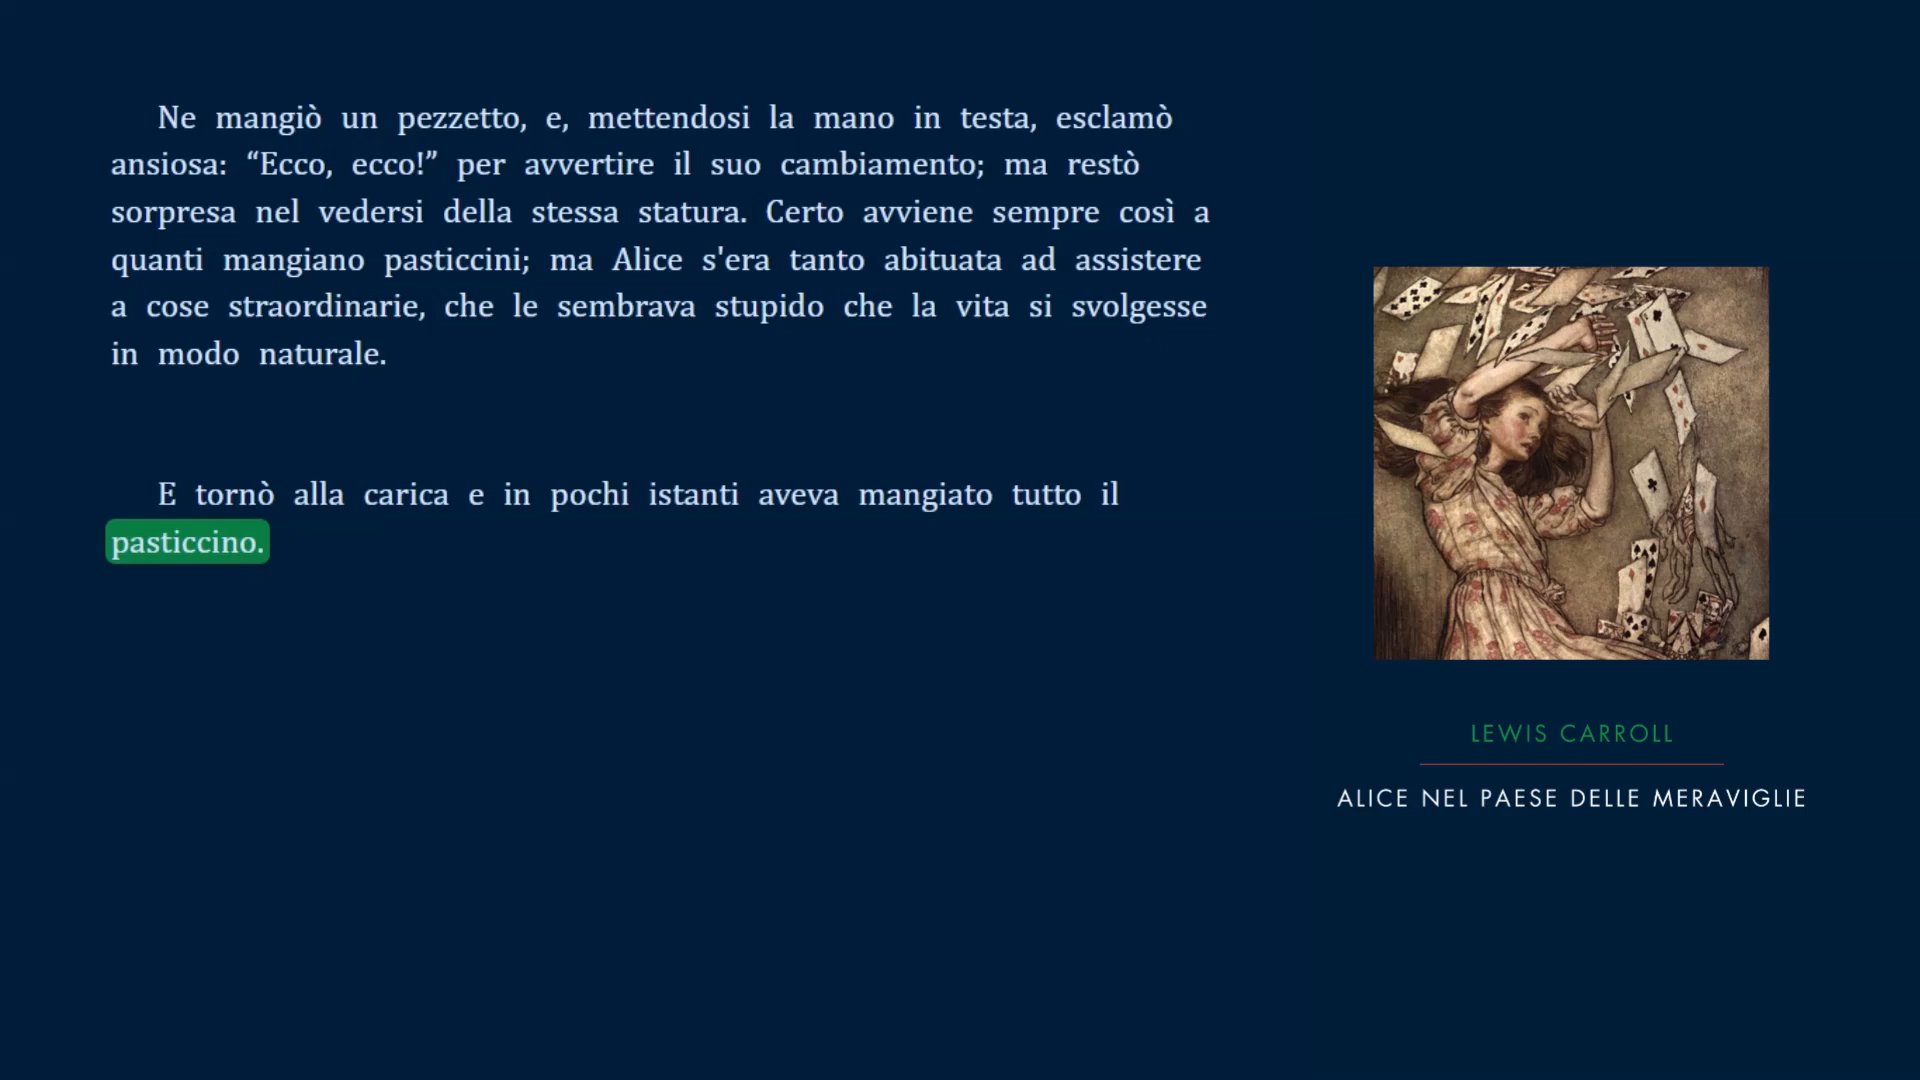 Ne mangiò un pezzetto, e, mettendosi la mano in testa, esclamò
ansiosa: “Ecco, ecco!” per avvertire il suo cambiamento; ma restò
sorpresa nel vedersi della stessa statura. Certo avviene sempre così a
quanti mangiano pasticcini; ma Alice s'era tanto abituata ad assistere
a cose straordinarie, che le sembrava stupido che la vita si svolgesse
in modo naturale.
E tornò alla carica e in pochi istanti aveva mangiato tutto il
pasticcino.
LEWIS CARROLL
ALICE NEL PAESE DELLE MERAVIGLIE